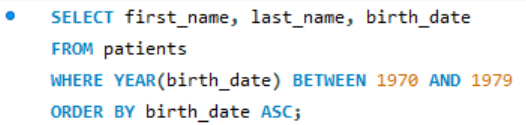 SELECT first_name, last_name, birth_date
FROM patients
WHERE YEAR(birth_date) BETWEEN 1970 AND 1979
ORDER BY birth_date ASC;